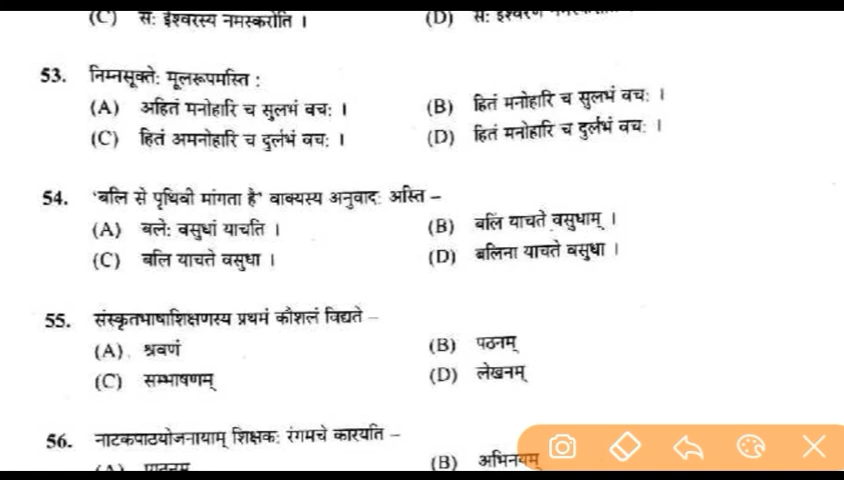 (C) सः ईश्वरस्य नमस्करोति ।
(D) सः
53. निम्नसूक्तेः मूलरूपमस्ति :
(A) अहितं मनोहारि च सुलभं वचः ।
(B) हितं मनोहारि च सुलभं वचः ।
(C) हितं अमनोहारि च दुर्लभं वचः ।
(D) हितं मनोहारि च दुर्लभं वचः ।
54. 'बलि से पृथिवी मांगता है' वाक्यस्य अनुवादः अस्ति –
(A) बलेः वसुधां याचति ।
(B) बलिं याचते वसुधाम् ।
(C) बलि याचते वसुधा ।
(D) बलिना याचते वसुधा ।
55. संस्कृतभाषाशिक्षणस्य प्रथमं कौशलं विद्यते –
(A) श्रवणं
(B) पठनम्
(C) सम्भाषणम्
(D) लेखनम्
56. नाटकपाठयोजनायाम् शिक्षकः रंगमचे कारयति –
(A)
(B) अभिनयम्